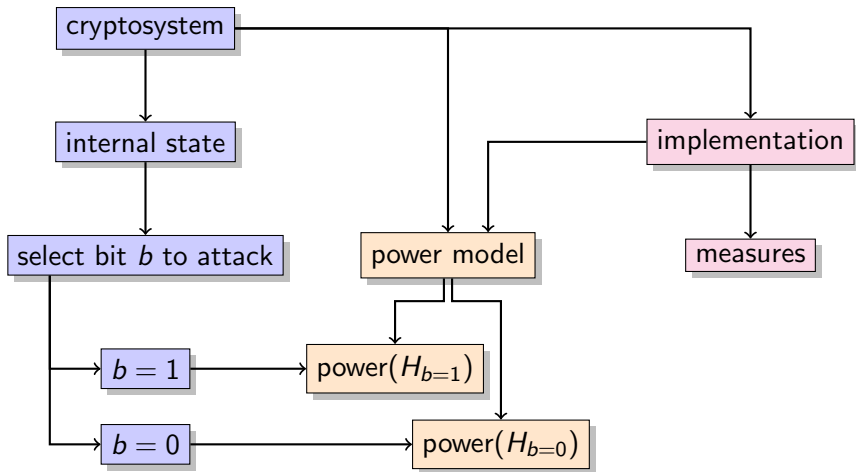 cryptosystem
internal state
implementation
select bit b to attack
power model
measures
b = 1
power(H_{b=1})
b = 0
power(H_{b=0})